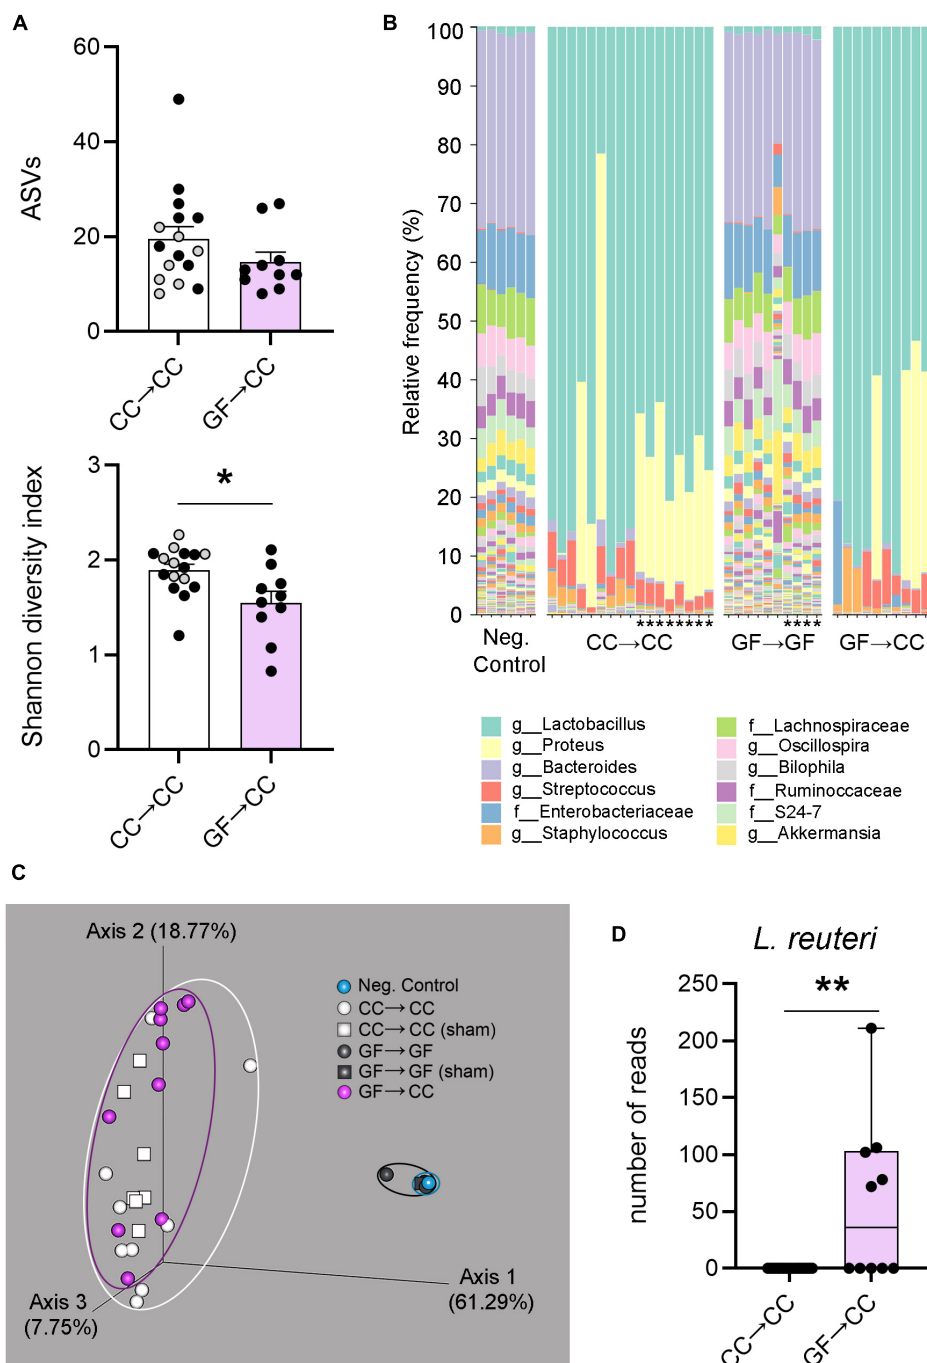 A
60
40
20
0
ASVs
CC→CC
GF→CC
3
2
1
0
Shannon diversity index
*
CC→CC
GF→CC
B
100
90
80
70
60
50
40
30
20
10
0
Relative frequency (%)
*********
****
Neg.
Control
CC→CC
GF→GF
GF→CC
g__Lactobacillus
g__Proteus
g__Bacteroides
g__Streptococcus
f__Enterobacteriaceae
g__Staphylococcus
f__Lachnospiraceae
g__Oscillospira
g__Bilophila
f__Ruminoccaceae
f__S24-7
g__Akkermansia
C
Axis 2 (18.77%)
Neg. Control
CC→CC
CC→CC (sham)
GF→GF
GF→GF (sham)
GF→CC
Axis 1
(61.29%)
Axis 3
(7.75%)
D
L. reuteri
**
250
200
150
100
50
0
number of reads
CC→CC
GF→CC